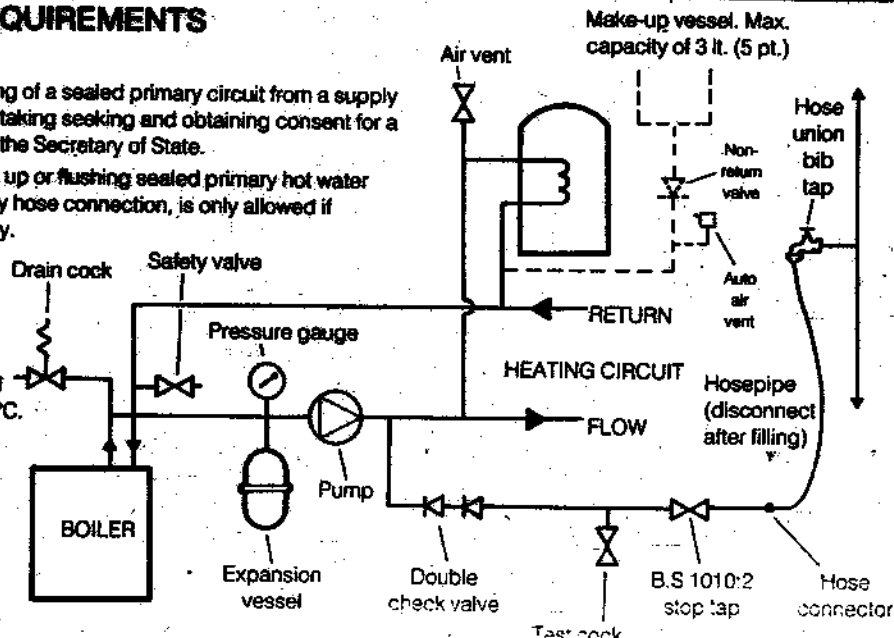 QUIREMENTS
ng of a sealed primary circuit from a supply
taking seeking and obtaining consent for a
the Secretary of State.
up or flushing sealed primary hot water
y hose connection, is only allowed if
y.
Air vent
Make-up vessel. Max.
capacity of 3 lt. (5 pt.)
Hose
union
bib
tap
Non-
return
valve
Auto
air
vent
Drain cock
Safety valve
Pressure gauge
RETURN
HEATING CIRCUIT
FLOW
°C.
Hosepipe
(disconnect
after filling)
Pump
BOILER
Expansion
vessel
Double
check valve
Test cock
B.S 1010:2
stop tap
Hose
connector